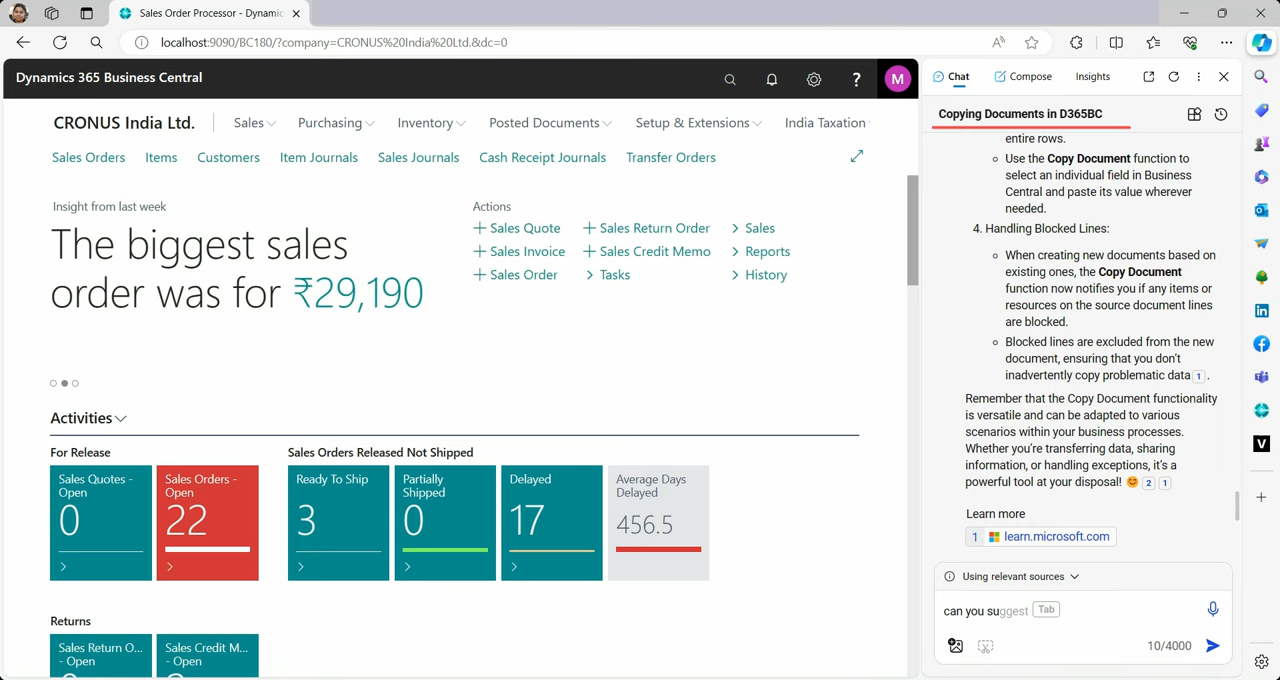 Sales Order Processor - Dynamic
localhost:9090/BC180/?company=CRONUS%20India%20Ltd.&dc=0
Dynamics 365 Business Central
?
M
CRONUS India Ltd.
Sales
Purchasing
Inventory
Posted Documents
Setup & Extensions
India Taxation
Sales Orders
Items
Customers
Item Journals
Sales Journals
Cash Receipt Journals
Transfer Orders
Insight from last week
The biggest sales
order was for ₹29,190
Actions
+ Sales Quote
+ Sales Return Order
> Sales
+ Sales Invoice
+ Sales Credit Memo
> Reports
+ Sales Order
> Tasks
> History
Activities
For Release
Sales Orders Released Not Shipped
Sales Quotes -
Open
0
Sales Orders -
Open
22
Ready To Ship
3
Partially
Shipped
0
Delayed
17
Average Days
Delayed
456.5
Returns
Sales Return O...
- Open
Sales Credit M...
- Open
Chat
Compose
Insights
Copying Documents in D365BC
entire rows.
Use the Copy Document function to
select an individual field in Business
Central and paste its value wherever
needed.
4. Handling Blocked Lines:
When creating new documents based on
existing ones, the Copy Document
function now notifies you if any items or
resources on the source document lines
are blocked.
Blocked lines are excluded from the new
document, ensuring that you don't
inadvertently copy problematic data 1 .
Remember that the Copy Document functionality
is versatile and can be adapted to various
scenarios within your business processes.
Whether you're transferring data, sharing
information, or handling exceptions, it's a
powerful tool at your disposal! 😊 2 1
Learn more
1 learn.microsoft.com
Using relevant sources
can you suggest Tab
10/4000
V